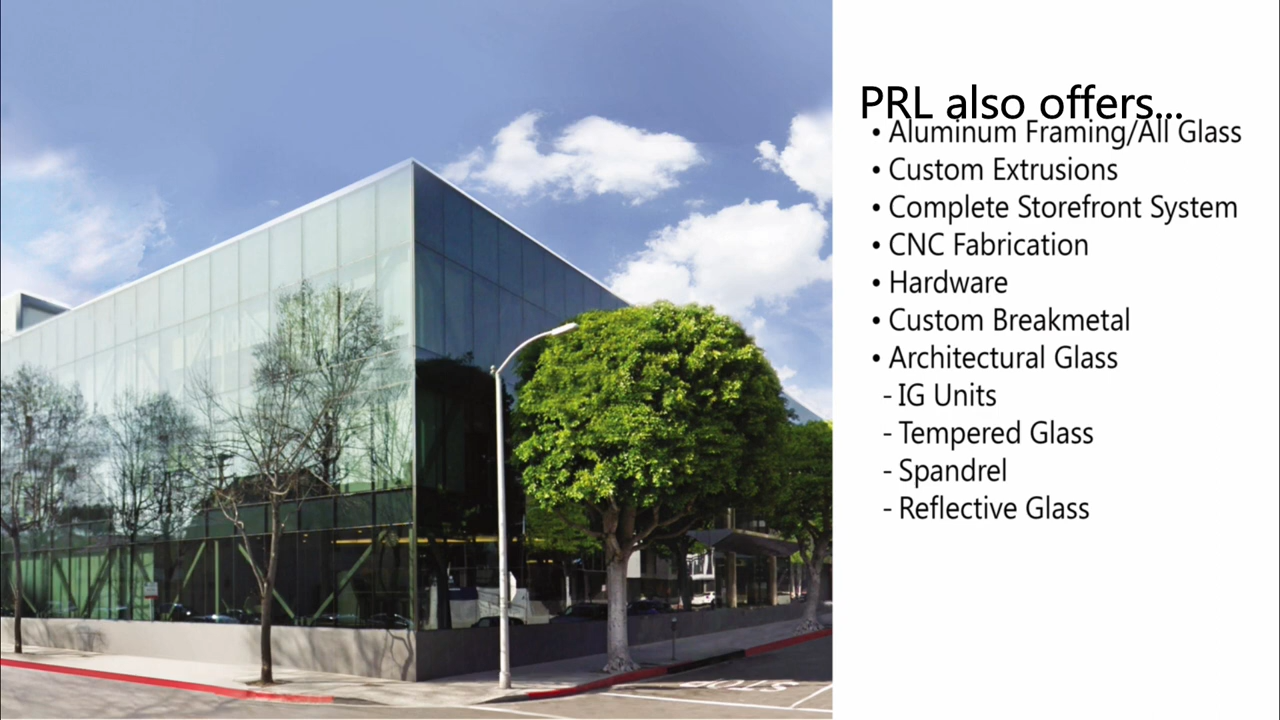 PRL also offers...
• Aluminum Framing/All Glass
• Custom Extrusions
• Complete Storefront System
• CNC Fabrication
• Hardware
• Custom Breakmetal
• Architectural Glass
- IG Units
- Tempered Glass
- Spandrel
- Reflective Glass
STOP